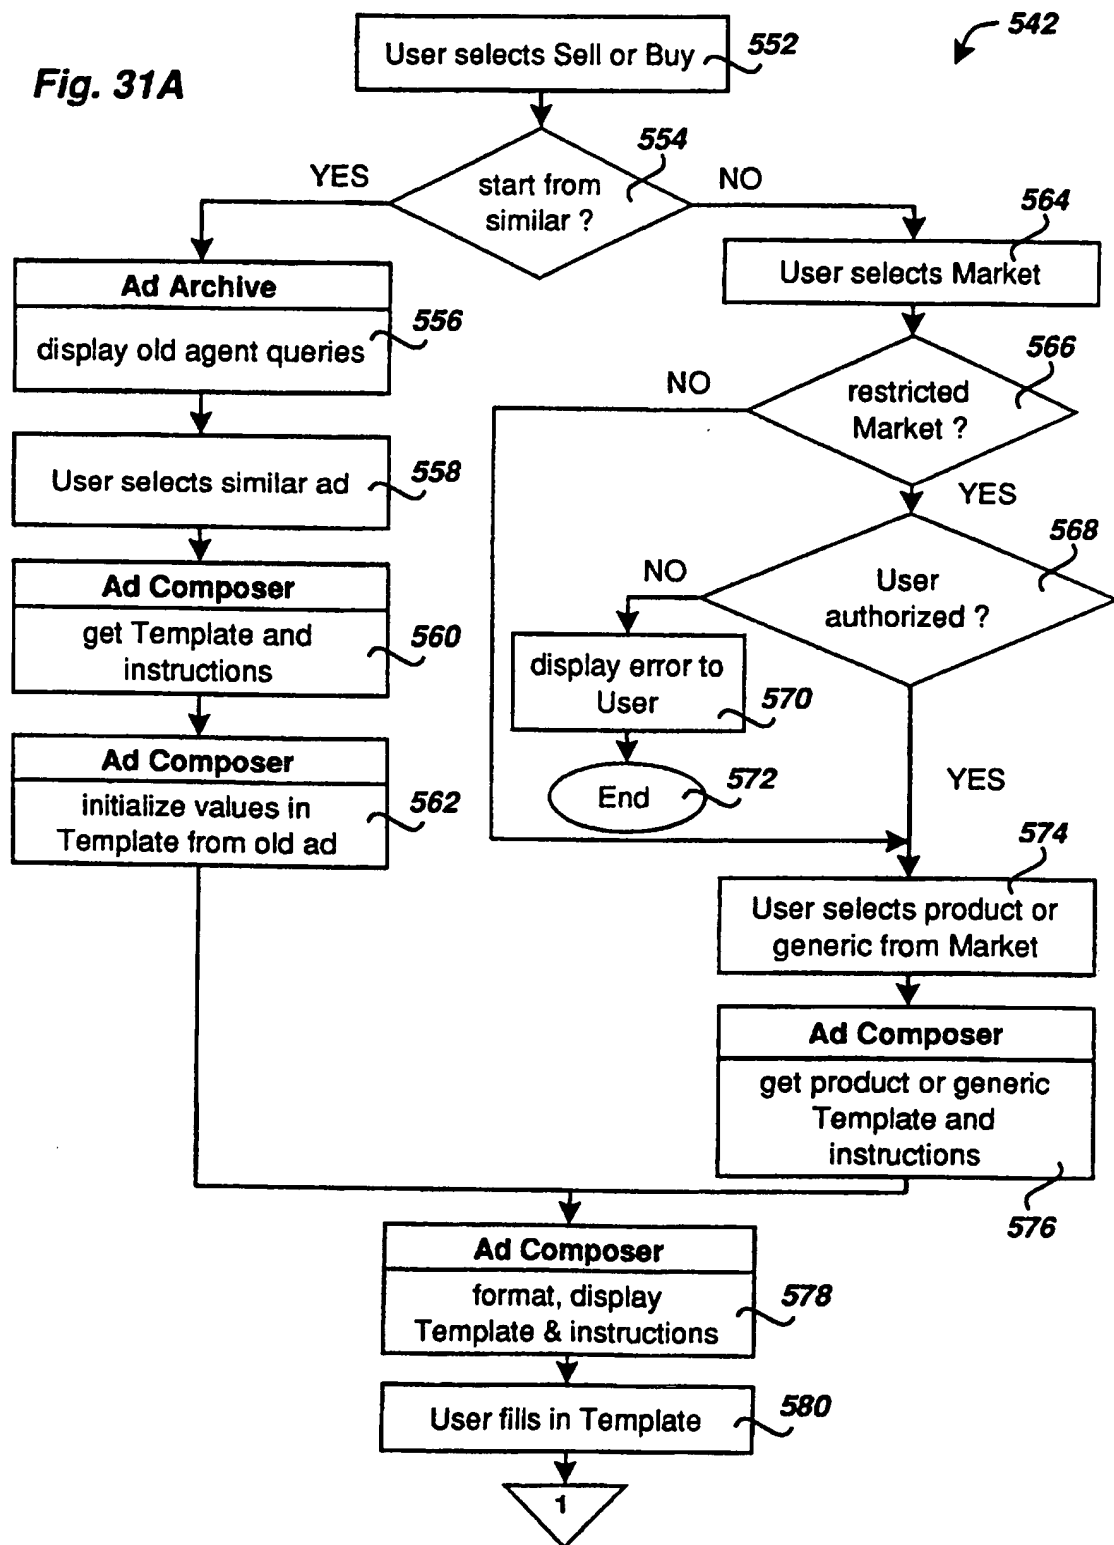 Fig. 31A
542
User selects Sell or Buy
552
554
YES
start from
similar ?
NO
564
User selects Market
Ad Archive
display old agent queries
556
566
NO
restricted
Market ?
YES
User selects similar ad
558
568
NO
User
authorized ?
Ad Composer
get Template and
instructions
560
display error to
User
570
End
572
YES
Ad Composer
initialize values in
Template from old ad
562
574
User selects product or
generic from Market
Ad Composer
get product or generic
Template and
instructions
576
Ad Composer
format, display
Template & instructions
578
User fills in Template
580
1